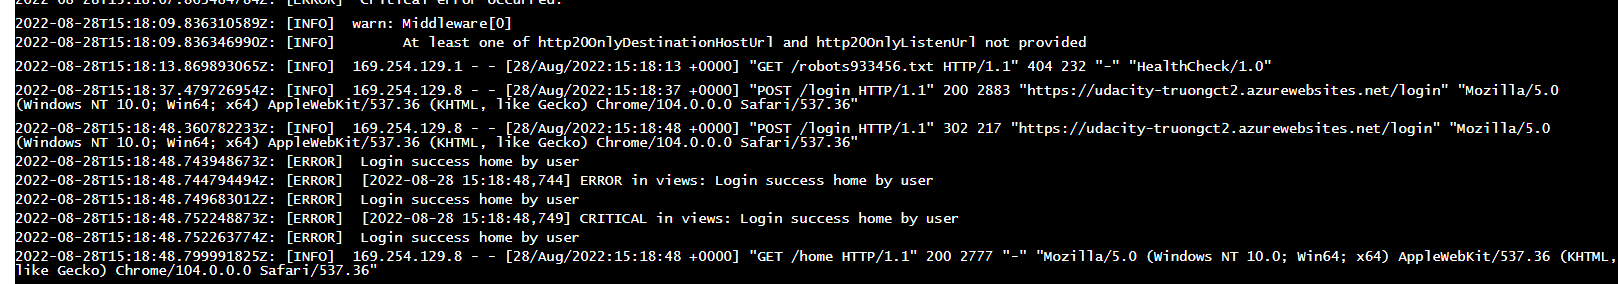 2022-08-28T15:18:09.836310589Z: [INFO]  warn: Middleware[0]
2022-08-28T15:18:09.836346990Z: [INFO]        At least one of http20OnlyDestinationHostUrl and http20OnlyListenUrl not provided
2022-08-28T15:18:13.869893065Z: [INFO]  169.254.129.1 - - [28/Aug/2022:15:18:13 +0000] "GET /robots933456.txt HTTP/1.1" 404 232 "-" "HealthCheck/1.0"
2022-08-28T15:18:37.479726954Z: [INFO]  169.254.129.8 - - [28/Aug/2022:15:18:37 +0000] "POST /login HTTP/1.1" 200 2883 "https://udacity-truongct2.azurewebsites.net/login" "Mozilla/5.0
(Windows NT 10.0; Win64; x64) AppleWebKit/537.36 (KHTML, like Gecko) Chrome/104.0.0.0 Safari/537.36"
2022-08-28T15:18:48.360782233Z: [INFO]  169.254.129.8 - - [28/Aug/2022:15:18:48 +0000] "POST /login HTTP/1.1" 302 217 "https://udacity-truongct2.azurewebsites.net/login" "Mozilla/5.0
(Windows NT 10.0; Win64; x64) AppleWebKit/537.36 (KHTML, like Gecko) Chrome/104.0.0.0 Safari/537.36"
2022-08-28T15:18:48.743948673Z: [ERROR]  Login success home by user
2022-08-28T15:18:48.744794494Z: [ERROR]  [2022-08-28 15:18:48,744] ERROR in views: Login success home by user
2022-08-28T15:18:48.749683012Z: [ERROR]  Login success home by user
2022-08-28T15:18:48.752248873Z: [ERROR]  [2022-08-28 15:18:48,749] CRITICAL in views: Login success home by user
2022-08-28T15:18:48.752263774Z: [ERROR]  Login success home by user
2022-08-28T15:18:48.799991825Z: [INFO]  169.254.129.8 - - [28/Aug/2022:15:18:48 +0000] "GET /home HTTP/1.1" 200 2777 "-" "Mozilla/5.0 (Windows NT 10.0; Win64; x64) AppleWebKit/537.36 (KHTML,
like Gecko) Chrome/104.0.0.0 Safari/537.36"